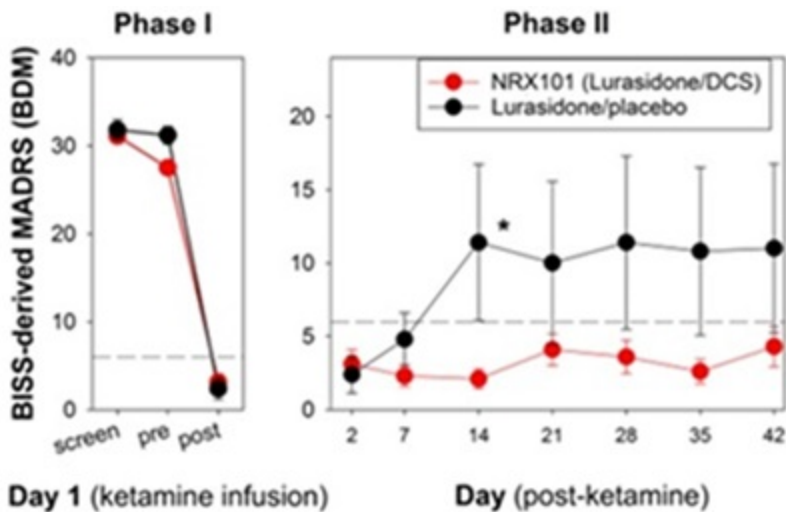 Phase I
Phase II
BISS-derived MADRS (BDM)
40
30
20
10
0
screen
pre
post
Day 1 (ketamine infusion)
NRX101 (Lurasidone/DCS)
Lurasidone/placebo
20
15
10
5
0
*
2 7 14 21 28 35 42
Day (post-ketamine)